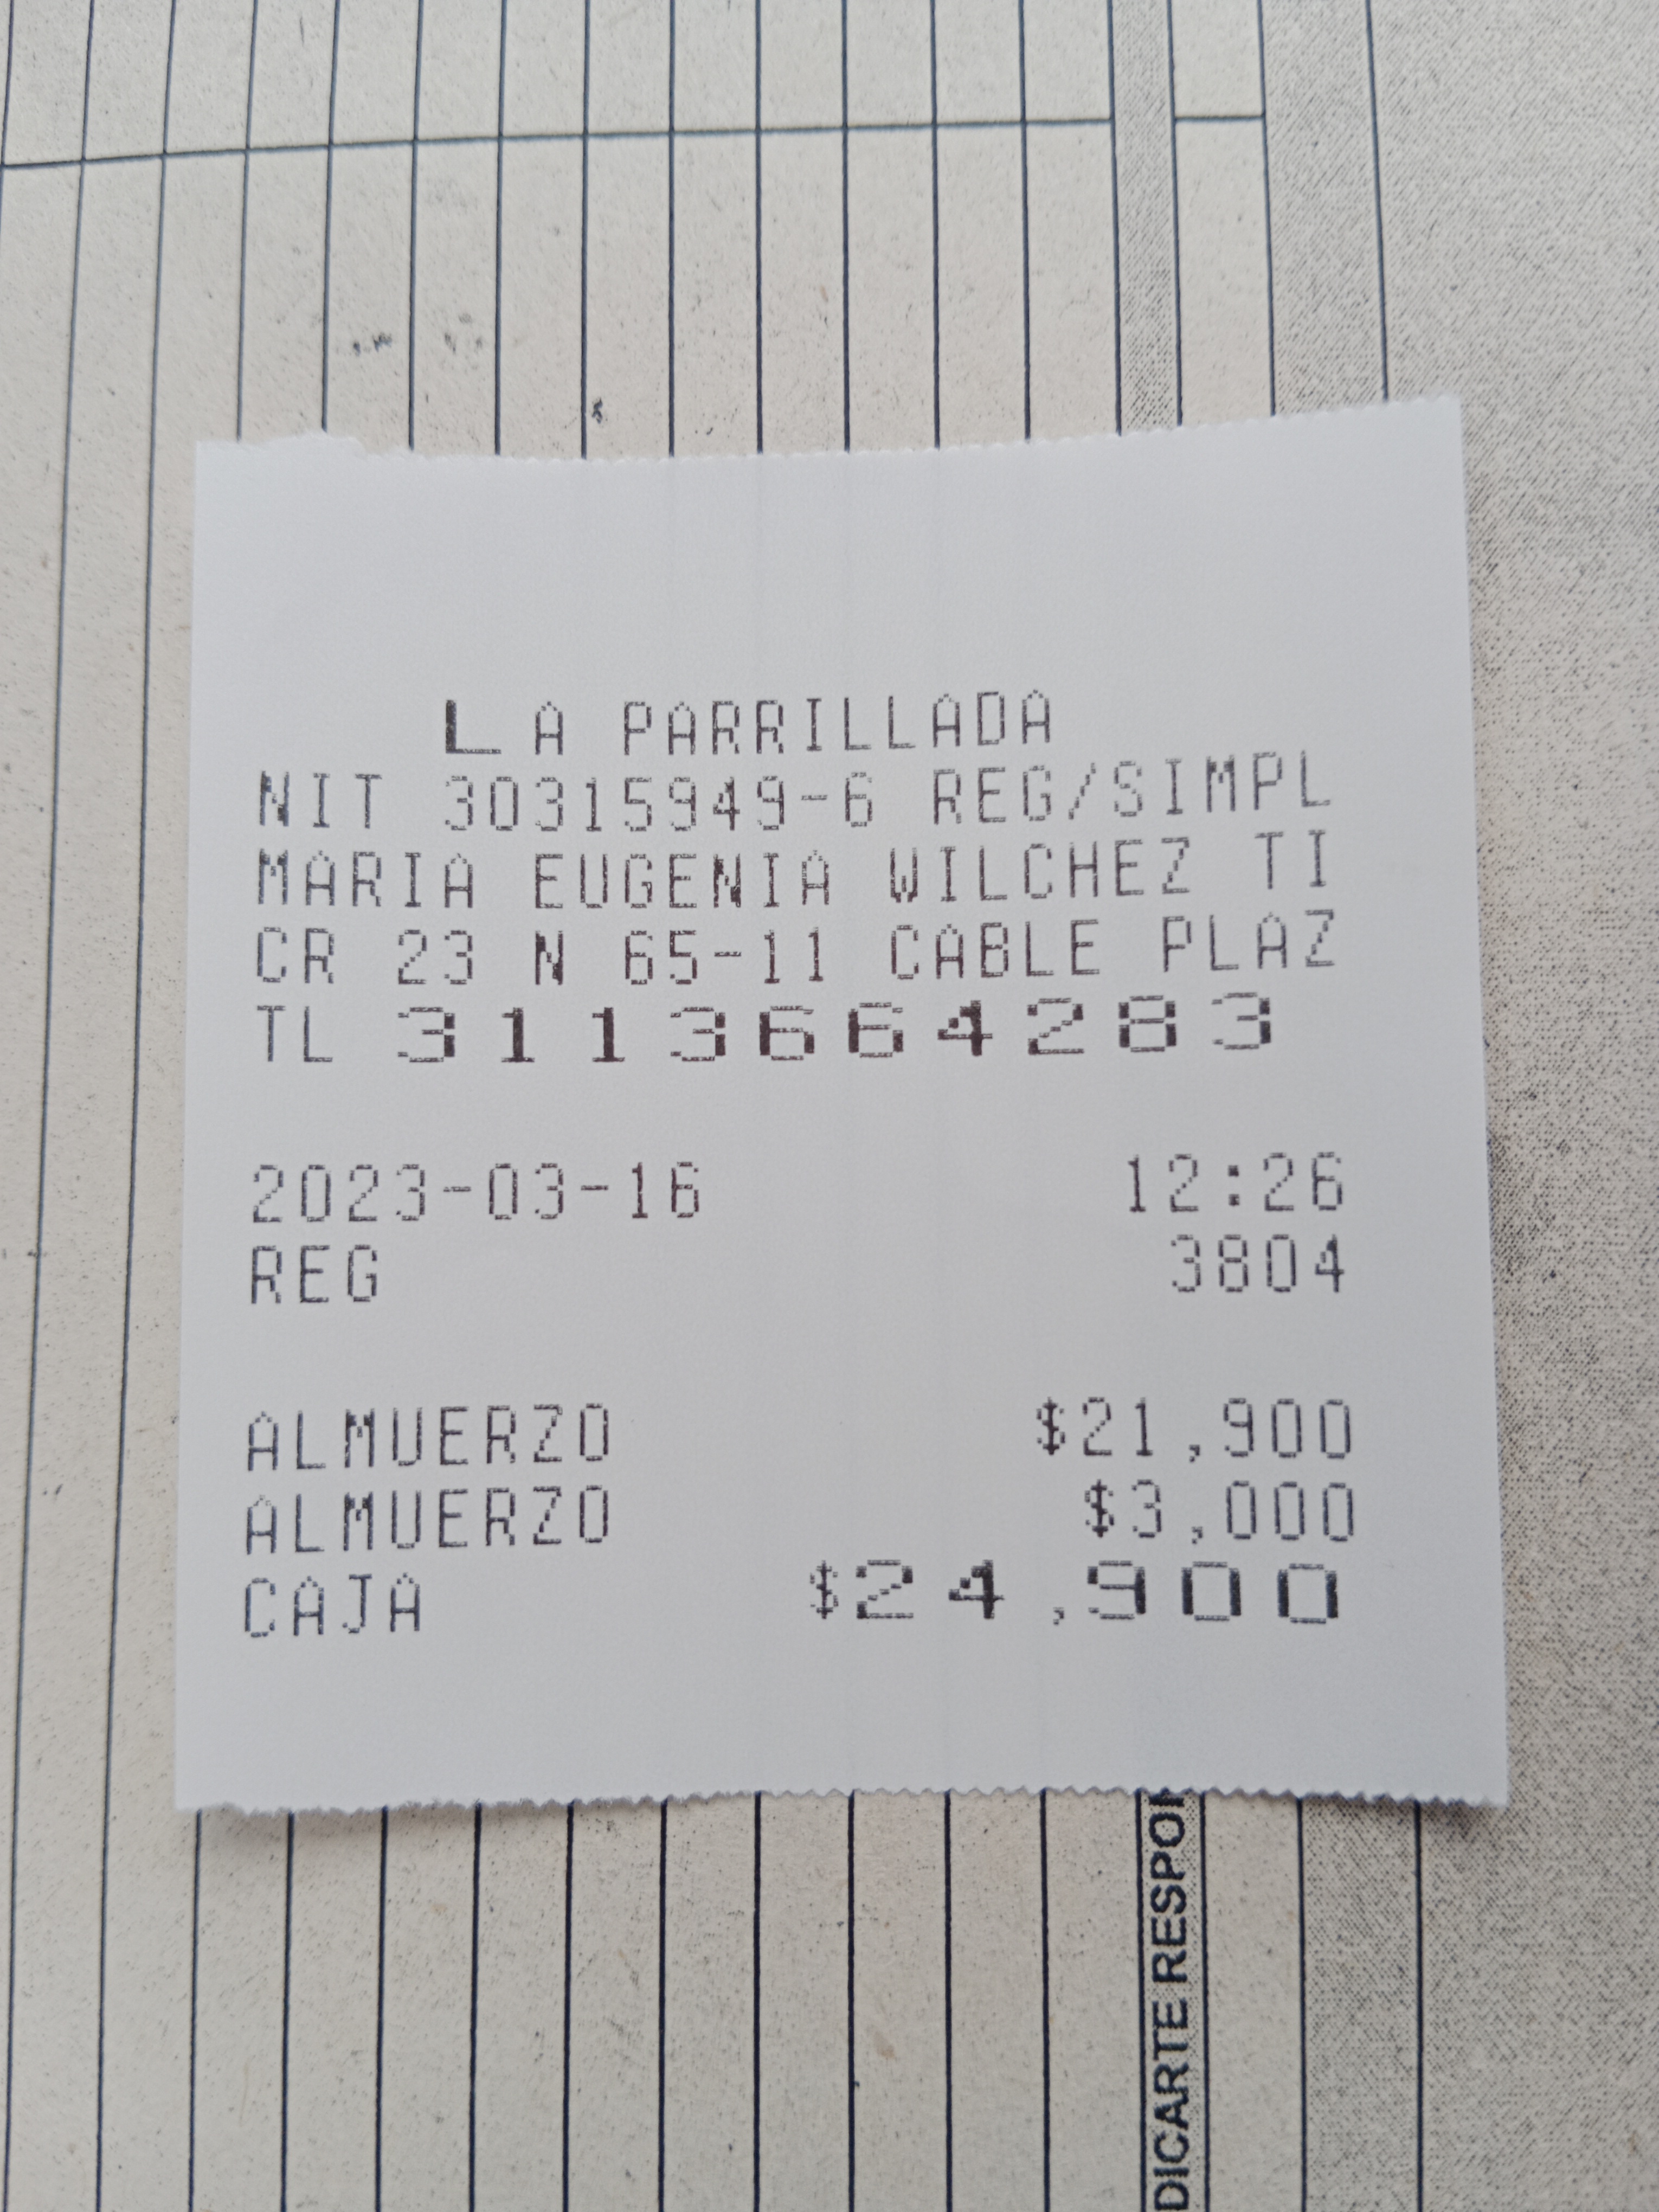 LA PARRILLADA
NIT 30315949-6 REG/SIMPL
MARIA EUGENIA WILCHEZ TI
CR 23 N 65-11 CABLE PLAZ
TL 3113664283
2023-03-16 12:26
REG 3804
ALMUERZO $21,900
ALMUERZO $3,000
CAJA $24,900
DICARTE RESPON